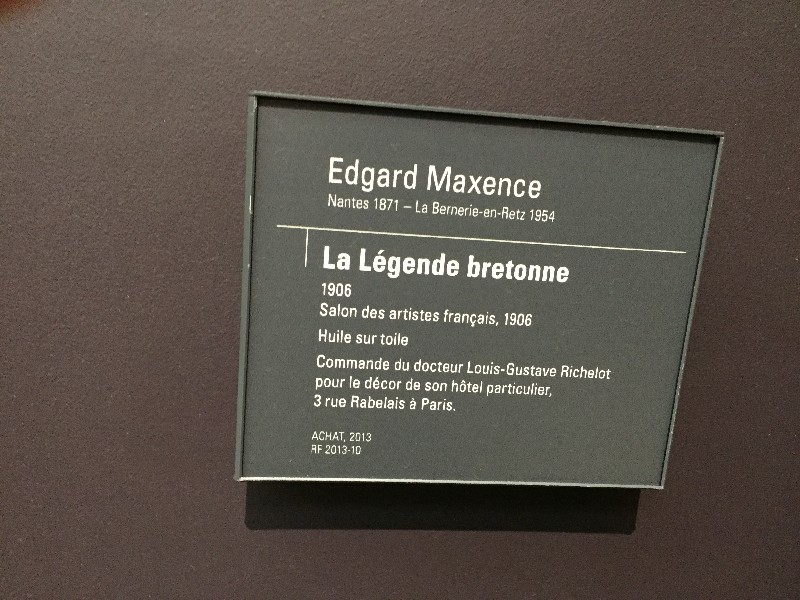 Edgard Maxence
Nantes 1871 – La Bernerie-en-Retz 1954
La Légende bretonne
1906
Salon des artistes français, 1906
Huile sur toile
Commande du docteur Louis-Gustave Richelot
pour le décor de son hôtel particulier,
3 rue Rabelais à Paris.
ACHAT, 2013
RF 2013-10